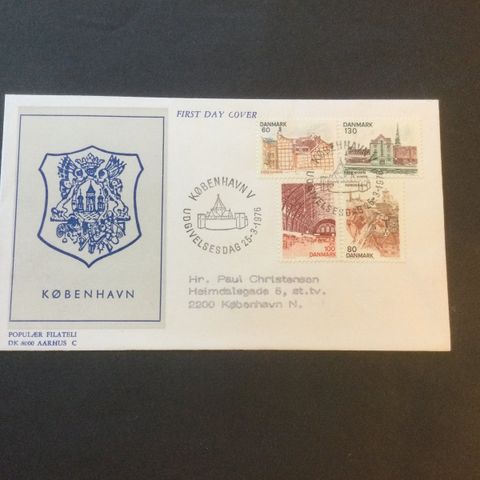 FIRST DAY COVER
DANMARK
60
DANMARK
130
KØBENHAVN V
UDGIVELSESDAG 25-3-1976
KØBENHAVN
100
DANMARK
80
DANMARK
Hr. Paul Christensen
Heimdalsgade 5, st.tv.
2200 København N.
KØBENHAVN
POPULÆR FILATELI
DK 8000 AARHUS C